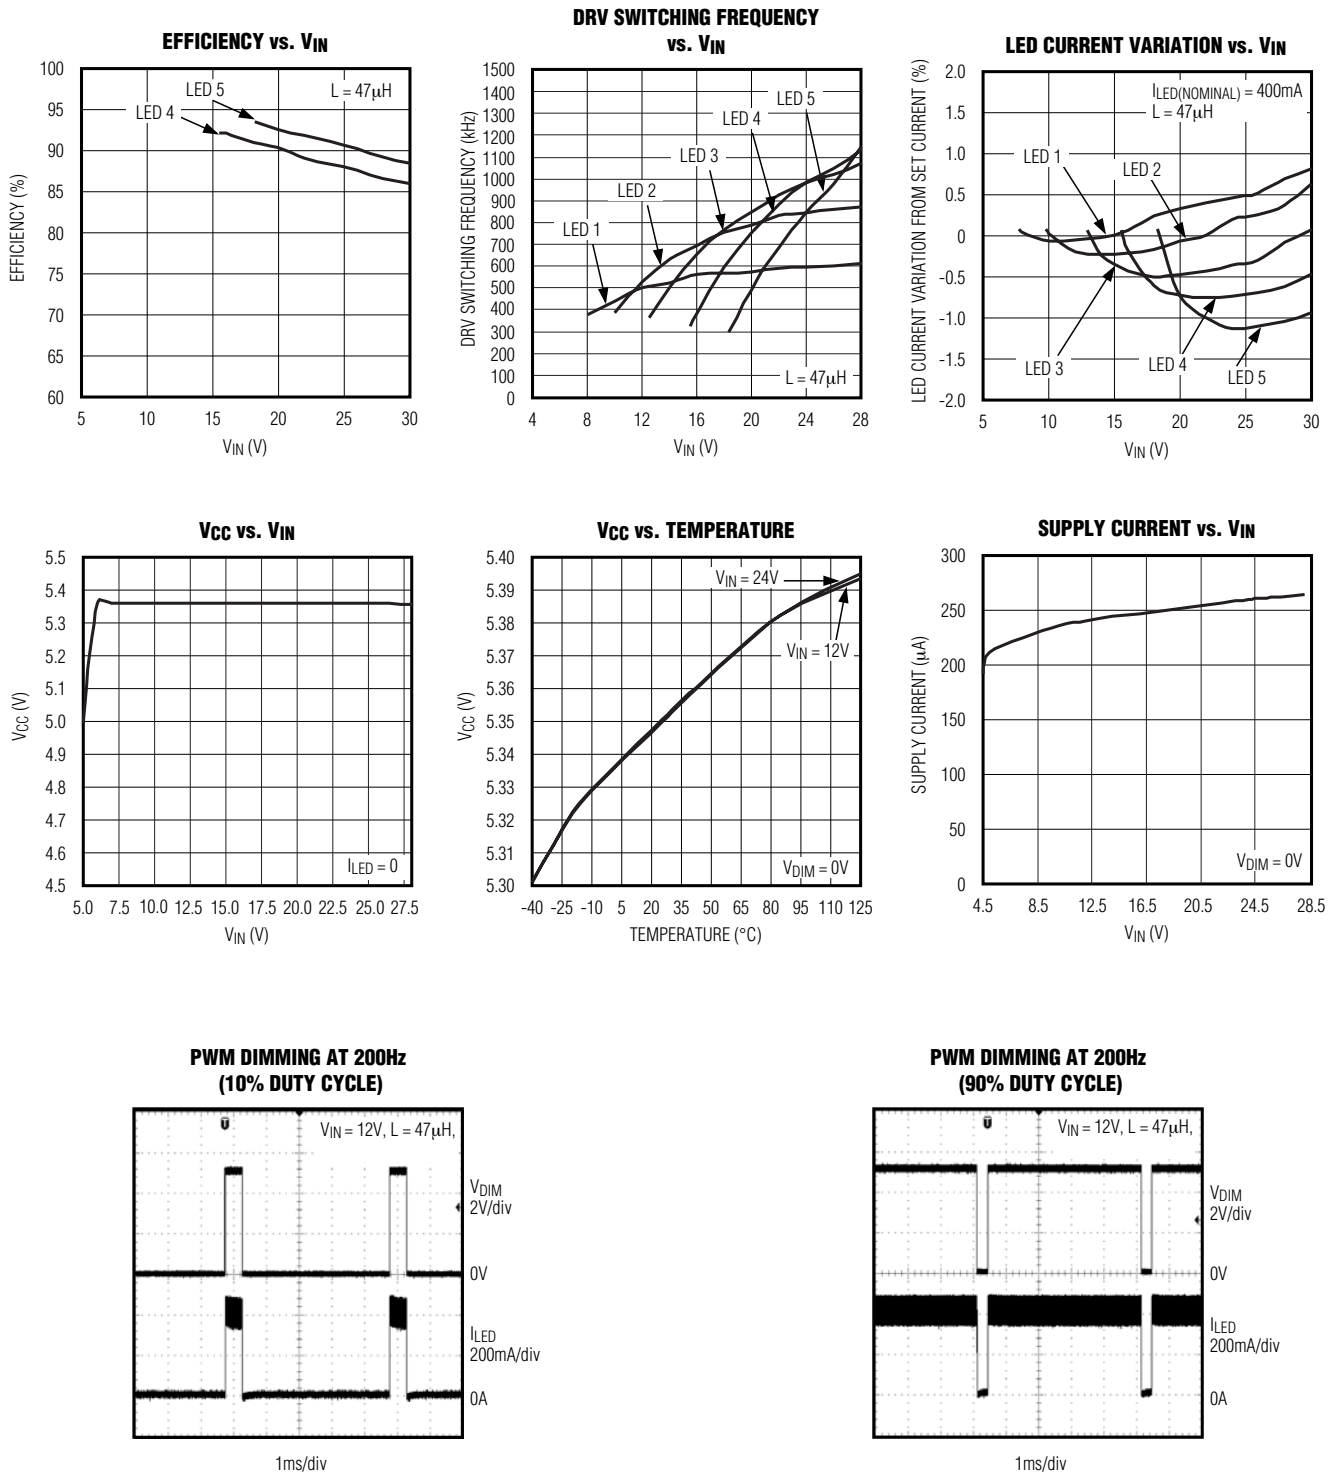 EFFICIENCY vs. VIN
100
95
90
85
80
75
70
65
60
EFFICIENCY (%)
LED 5
LED 4
L = 47µH
5 10 15 20 25 30
VIN (V)
DRV SWITCHING FREQUENCY
vs. VIN
1500
1400
1300
1200
1100
1000
900
800
700
600
500
400
300
200
100
0
DRV SWITCHING FREQUENCY (kHz)
LED 5
LED 4
LED 3
LED 2
LED 1
L = 47µH
4 8 12 16 20 24 28
VIN (V)
LED CURRENT VARIATION vs. VIN
2.0
1.5
1.0
0.5
0
-0.5
-1.0
-1.5
-2.0
LED CURRENT VARIATION FROM SET CURRENT (%)
ILED(NOMINAL) = 400mA
L = 47µH
LED 1
LED 2
LED 3
LED 4
LED 5
5 10 15 20 25 30
VIN (V)
VCC vs. VIN
5.5
5.4
5.3
5.2
5.1
5.0
4.9
4.8
4.7
4.6
4.5
VCC (V)
ILED = 0
5.0 7.5 10.0 12.5 15.0 17.5 20.0 22.5 25.0 27.5
VIN (V)
VCC vs. TEMPERATURE
5.40
5.39
5.38
5.37
5.36
5.35
5.34
5.33
5.32
5.31
5.30
VCC (V)
VIN = 24V
VIN = 12V
VDIM = 0V
-40 -25 -10 5 20 35 50 65 80 95 110 125
TEMPERATURE (°C)
SUPPLY CURRENT vs. VIN
300
250
200
150
100
50
0
SUPPLY CURRENT (µA)
VDIM = 0V
4.5 8.5 12.5 16.5 20.5 24.5 28.5
VIN (V)
PWM DIMMING AT 200Hz
(10% DUTY CYCLE)
T
VIN = 12V, L = 47µH,
VDIM
2V/div
0V
ILED
200mA/div
0A
1ms/div
PWM DIMMING AT 200Hz
(90% DUTY CYCLE)
T
VIN = 12V, L = 47µH,
VDIM
2V/div
0V
ILED
200mA/div
0A
1ms/div